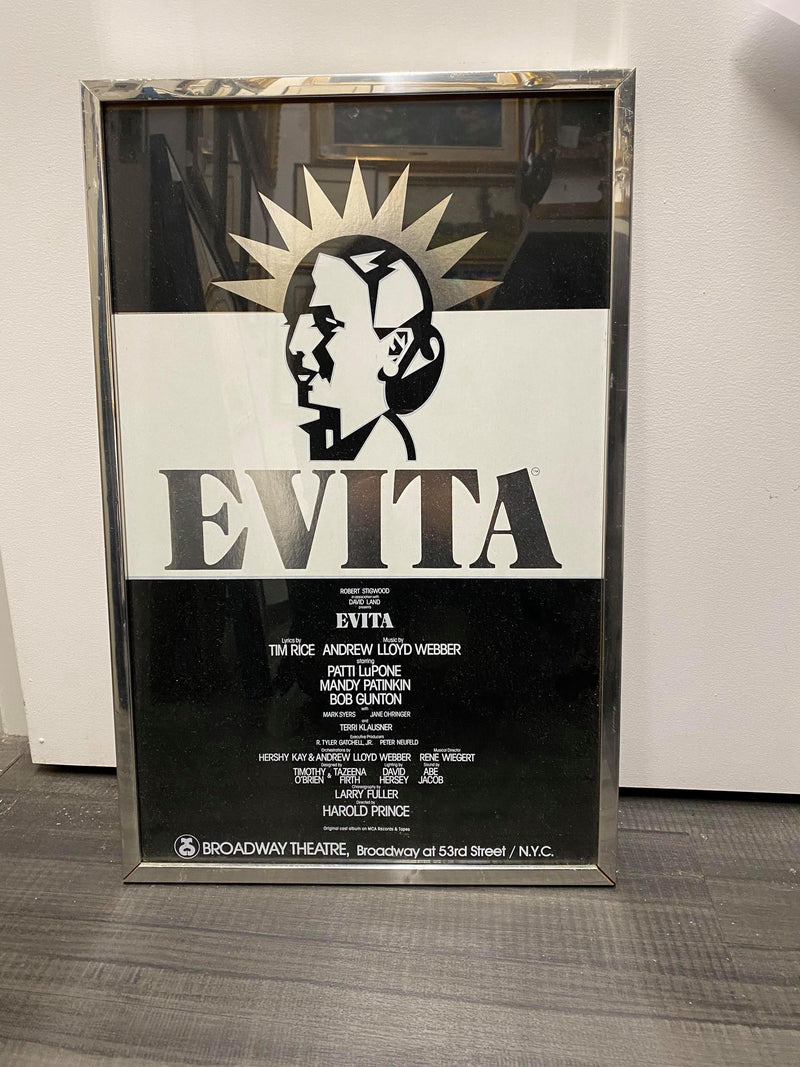 EVITA
TM
ROBERT STIGWOOD
in association with
DAVID LAND
presents
EVITA
Lyrics by Music by
TIM RICE ANDREW LLOYD WEBBER
starring
PATTI LuPONE
MANDY PATINKIN
BOB GUNTON
with
MARK SYERS JANE OHRINGER
and
TERRI KLAUSNER
Executive Producers
R. TYLER GATCHELL, JR. PETER NEUFELD
Orchestrations by Musical Director
HERSHY KAY & ANDREW LLOYD WEBBER RENE WIEGERT
Designed by Lighting by Sound by
TIMOTHY O'BRIEN & TAZEENA FIRTH DAVID HERSEY ABE JACOB
Choreography by
LARRY FULLER
Directed by
HAROLD PRINCE
Original cast album on MCA Records & Tapes
BROADWAY THEATRE, Broadway at 53rd Street / N.Y.C.